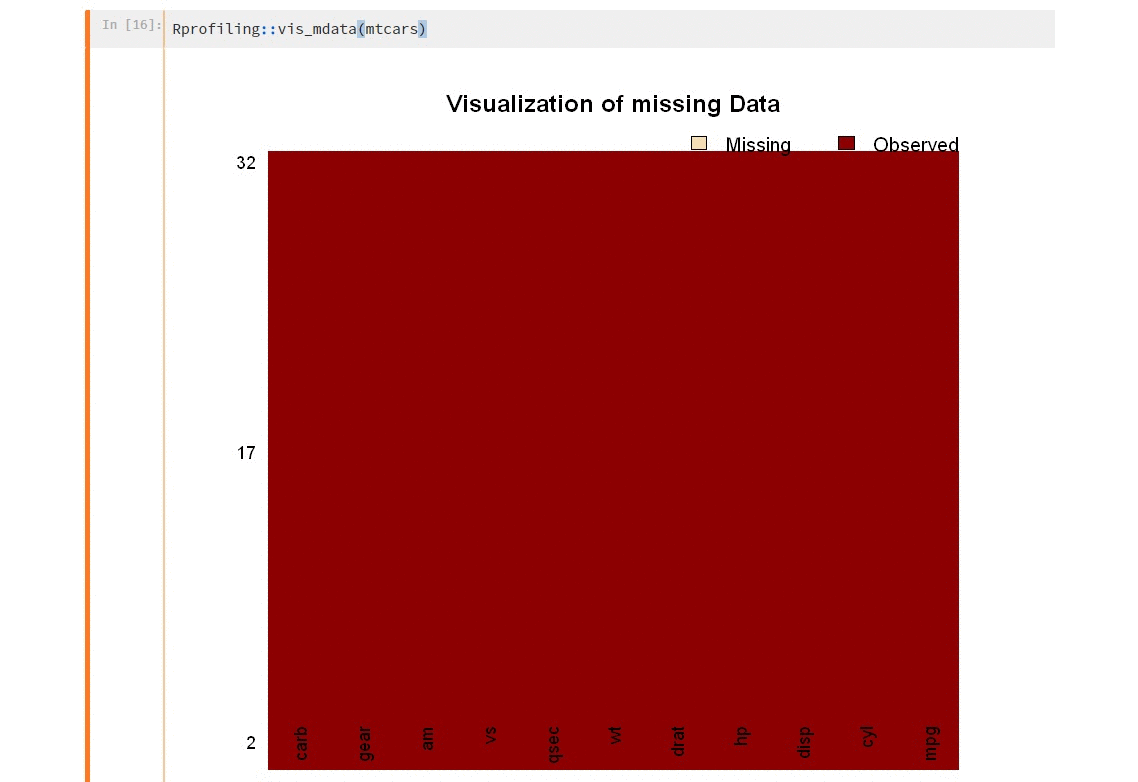 In [16]: Rprofiling::vis_mdata(mtcars)
Visualization of missing Data
Missing Observed
32
17
2
carb gear am vs qsec wt drat hp disp cyl mpg